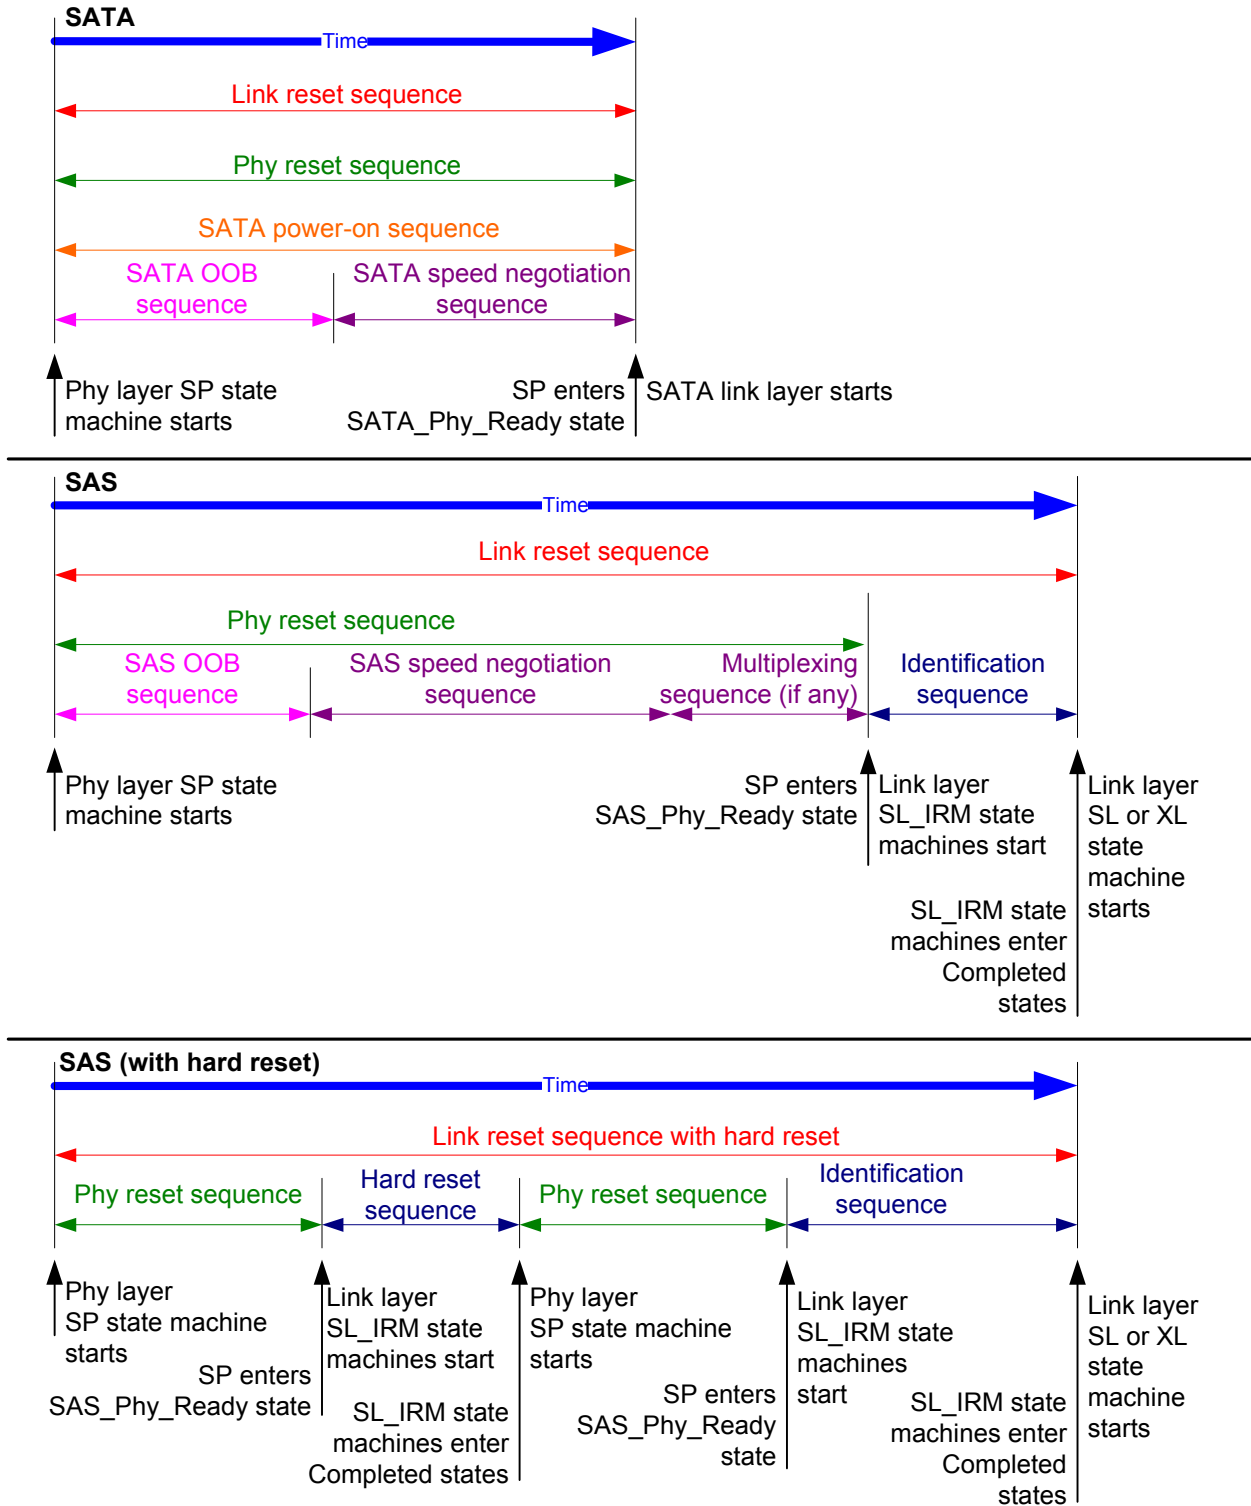 SATA
Time
Link reset sequence
Phy reset sequence
SATA power-on sequence
SATA OOB
sequence
SATA speed negotiation
sequence
Phy layer SP state
machine starts
SP enters
SATA_Phy_Ready state
SATA link layer starts
SAS
Time
Link reset sequence
Phy reset sequence
SAS OOB
sequence
SAS speed negotiation
sequence
Multiplexing
sequence (if any)
Identification
sequence
Phy layer SP state
machine starts
SP enters
SAS_Phy_Ready state
Link layer
SL_IRM state
machines start
SL_IRM state
machines enter
Completed
states
Link layer
SL or XL
state
machine
starts
SAS (with hard reset)
Time
Link reset sequence with hard reset
Phy reset sequence
Hard reset
sequence
Phy reset sequence
Identification
sequence
Phy layer
SP state machine
starts
SP enters
SAS_Phy_Ready state
Link layer
SL_IRM state
machines start
SL_IRM state
machines enter
Completed states
Phy layer
SP state machine
starts
SP enters
SAS_Phy_Ready
state
Link layer
SL_IRM state
machines
start
SL_IRM state
machines enter
Completed
states
Link layer
SL or XL
state
machine
starts